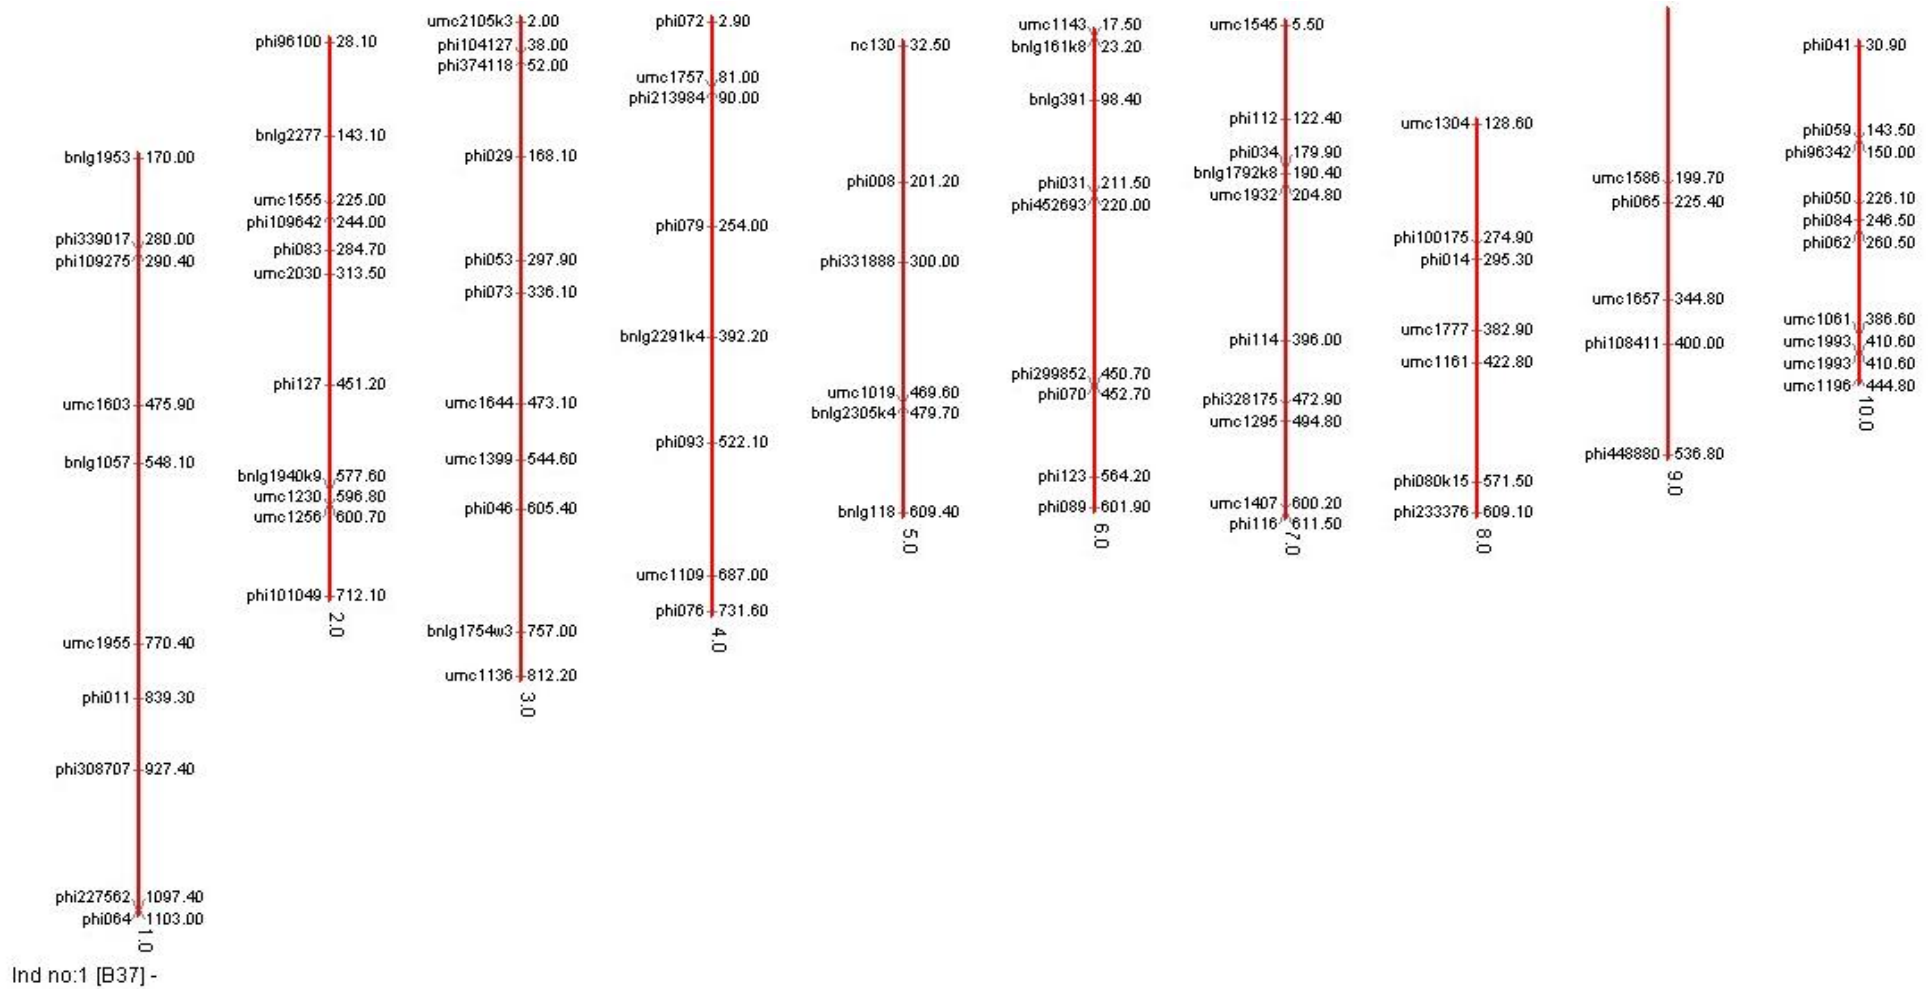 bnlg1953 170.00
phi339017 280.00
phi109275 290.40
umc1603 475.90
bnlg1057 548.10
umc1955 770.40
phi011 839.30
phi308707 927.40
phi227562 1097.40
phi064 1103.00
1.0
phi96100 28.10
bnlg2277 143.10
umc1555 225.00
phi109642 244.00
phi083 284.70
umc2030 313.50
phi127 451.20
bnlg1940k9 577.60
umc1230 596.80
umc1256 600.70
phi101049 712.10
2.0
umc2105k3 2.00
phi104127 38.00
phi374118 52.00
phi029 168.10
phi053 297.90
phi073 336.10
umc1644 473.10
umc1399 544.60
phi046 605.40
bnlg1754w3 757.00
umc1136 812.20
3.0
phi072 2.90
umc1757 81.00
phi213984 90.00
phi079 254.00
bnlg2291k4 392.20
phi093 522.10
umc1109 687.00
phi076 731.60
4.0
nc130 32.50
phi008 201.20
phi331888 300.00
umc1019 469.60
bnlg2305k4 479.70
bnlg118 609.40
5.0
umc1143 17.50
bnlg161k8 23.20
bnlg391 98.40
phi031 211.50
phi452693 220.00
phi299852 450.70
phi070 452.70
phi123 564.20
phi089 601.90
6.0
umc1545 5.50
phi112 122.40
phi034 179.90
bnlg1792k8 190.40
umc1932 204.80
phi114 396.00
phi328175 472.90
umc1295 494.80
umc1407 600.20
phi116 611.50
7.0
umc1304 128.60
phi100175 274.90
phi014 295.30
umc1777 382.90
umc1161 422.80
phi080k15 571.50
phi233376 609.10
8.0
umc1586 199.70
phi065 225.40
umc1657 344.80
phi108411 400.00
phi448880 536.80
9.0
phi041 30.90
phi059 143.50
phi96342 150.00
phi050 226.10
phi084 246.50
phi062 260.50
umc1061 386.60
umc1993 410.60
umc1993 410.60
umc1196 444.80
10.0
Ind no:1 [B37] -